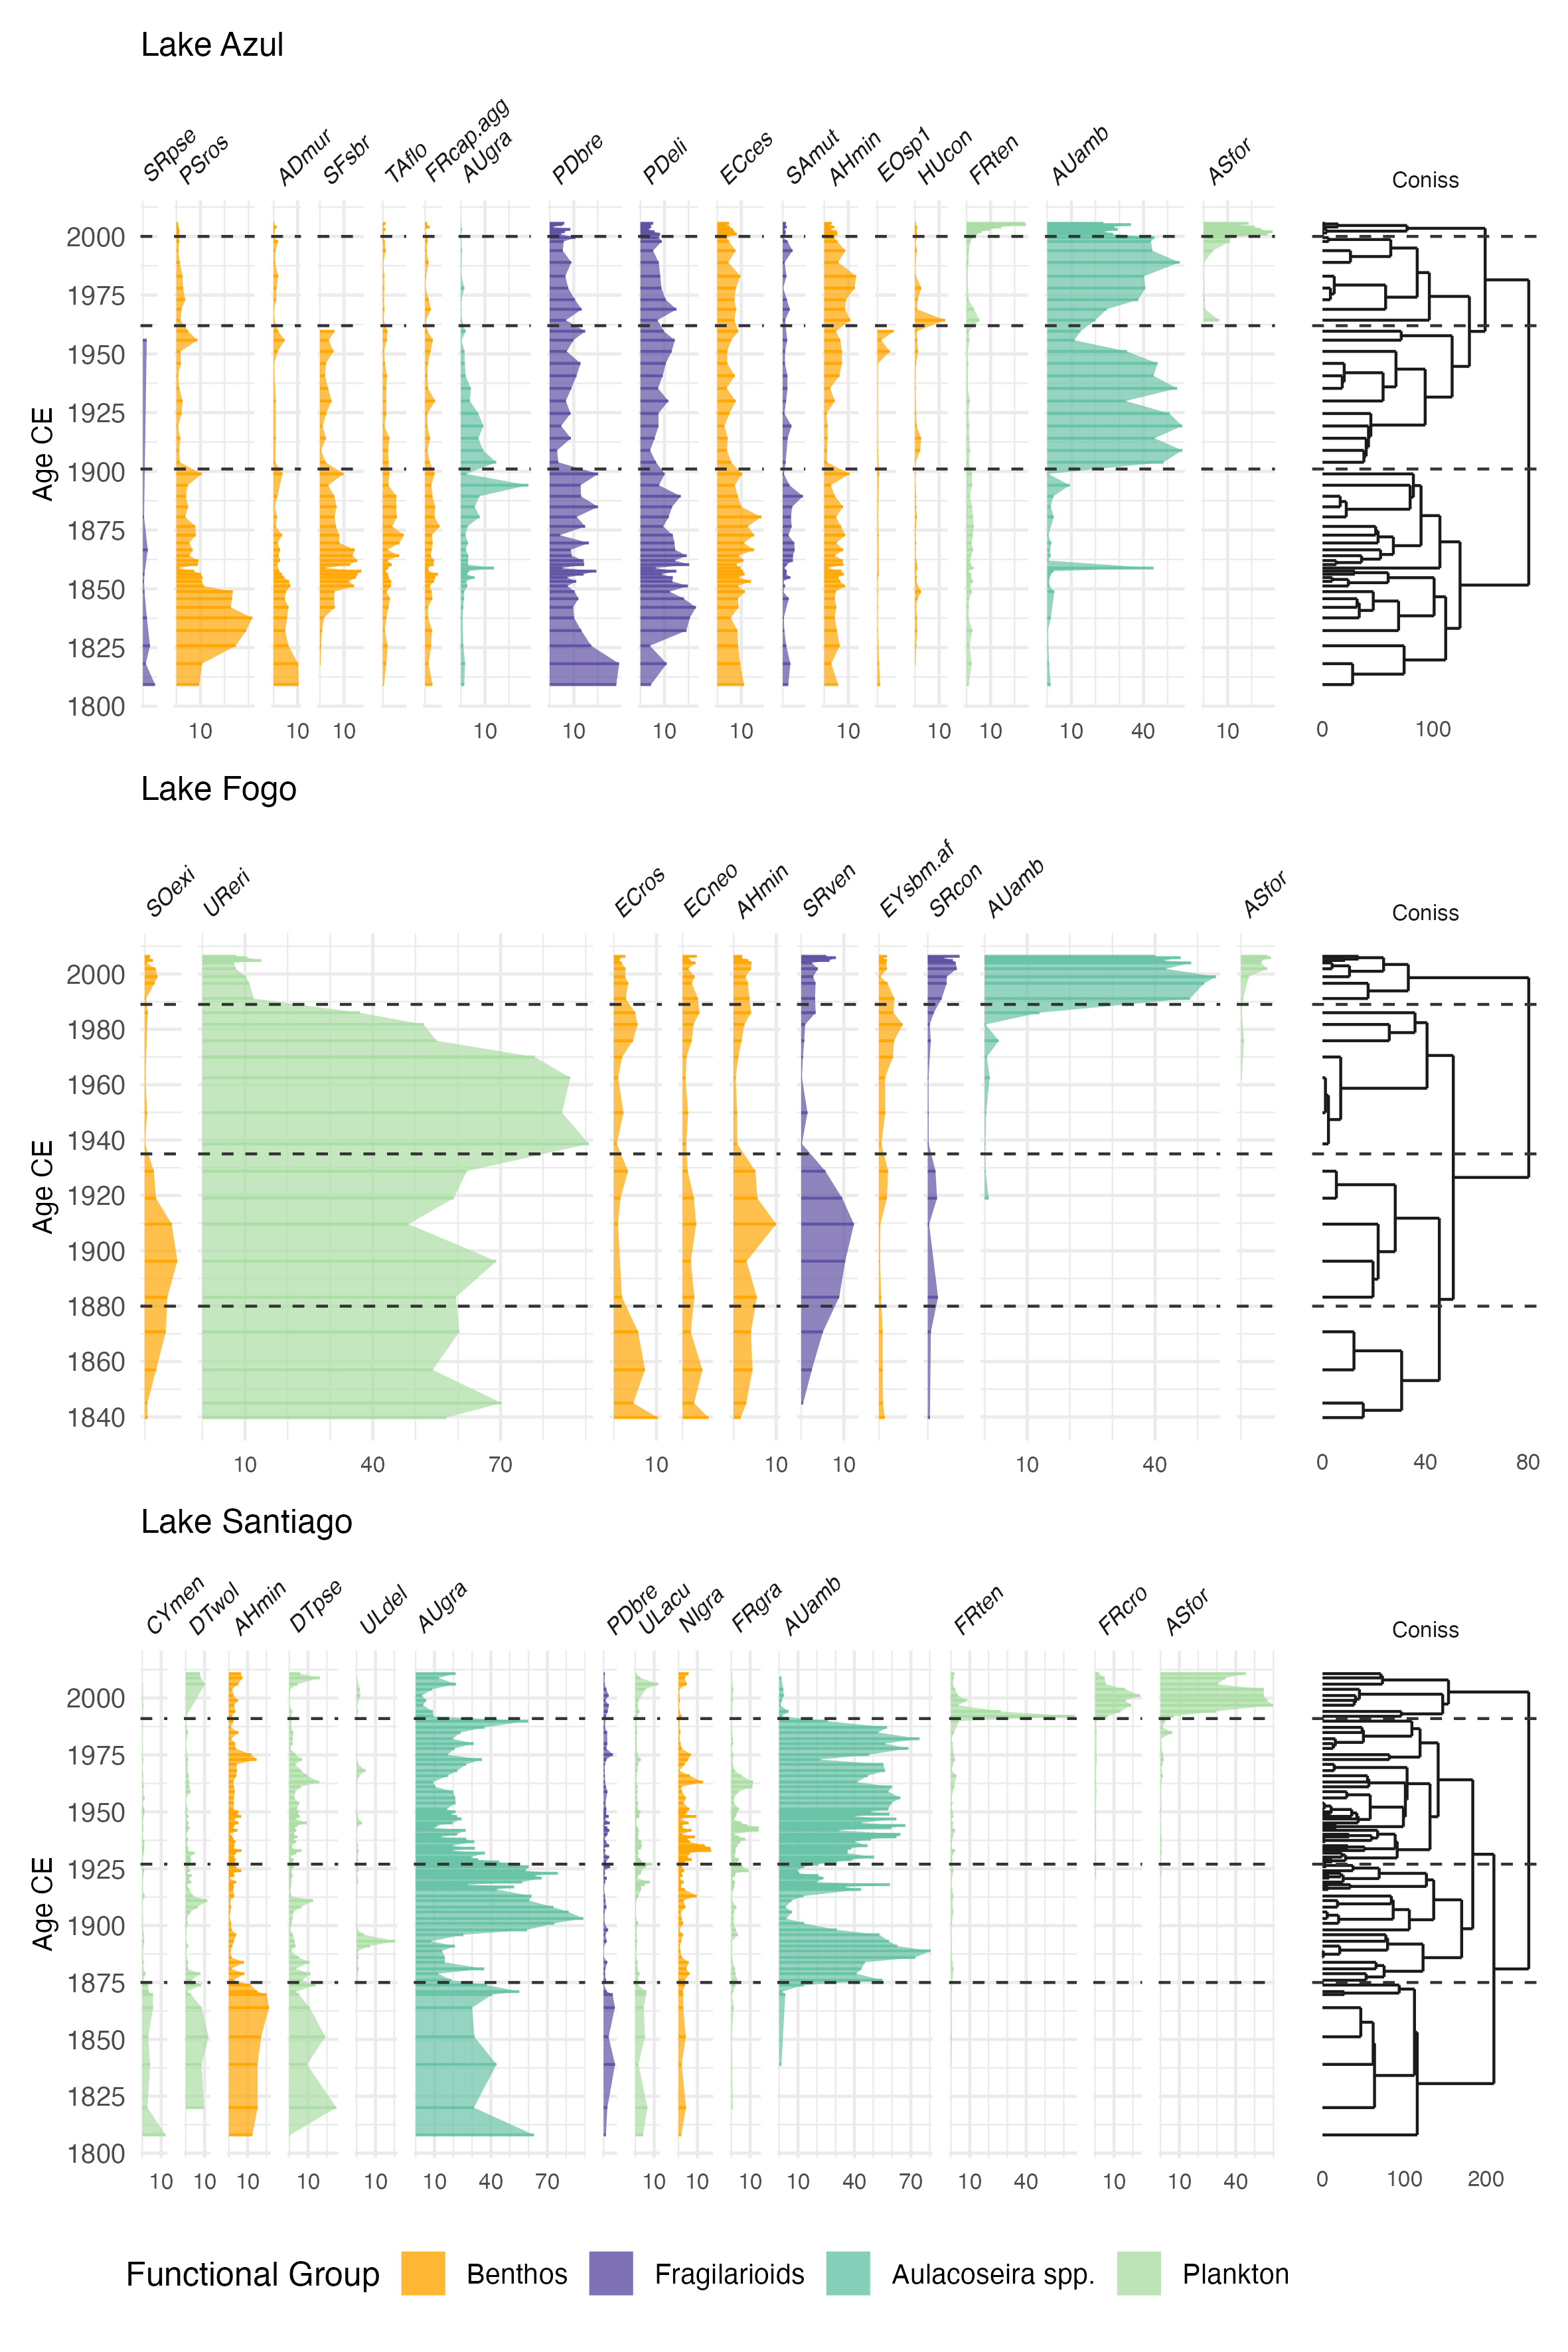 Lake Azul
SRpse PSros ADmur SFsbr TAflo FRcap.agg AUgra PDbre PDeli ECces SAmut AHmin EOsp1 HUcon FRten AUamb ASfor Coniss
2000
1975
1950
1925
1900
1875
1850
1825
1800
Age CE
10 10 10 10 10 10 10 10 10 10 40 10 0 100
Lake Fogo
SOexi UReri ECros ECneo AHmin SRven EYsbm.af SRcon AUamb ASfor Coniss
2000
1980
1960
1940
1920
1900
1880
1860
1840
Age CE
10 40 70 10 10 10 10 40 0 40 80
Lake Santiago
CYmen DTwol AHmin DTpse ULdel AUgra PDbre ULacu NIgra FRgra AUamb FRten FRcro ASfor Coniss
2000
1975
1950
1925
1900
1875
1850
1825
1800
Age CE
10 10 10 10 10 10 40 70 10 10 10 10 40 70 10 40 10 10 40 0 100 200
Functional Group Benthos Fragilarioids Aulacoseira spp. Plankton